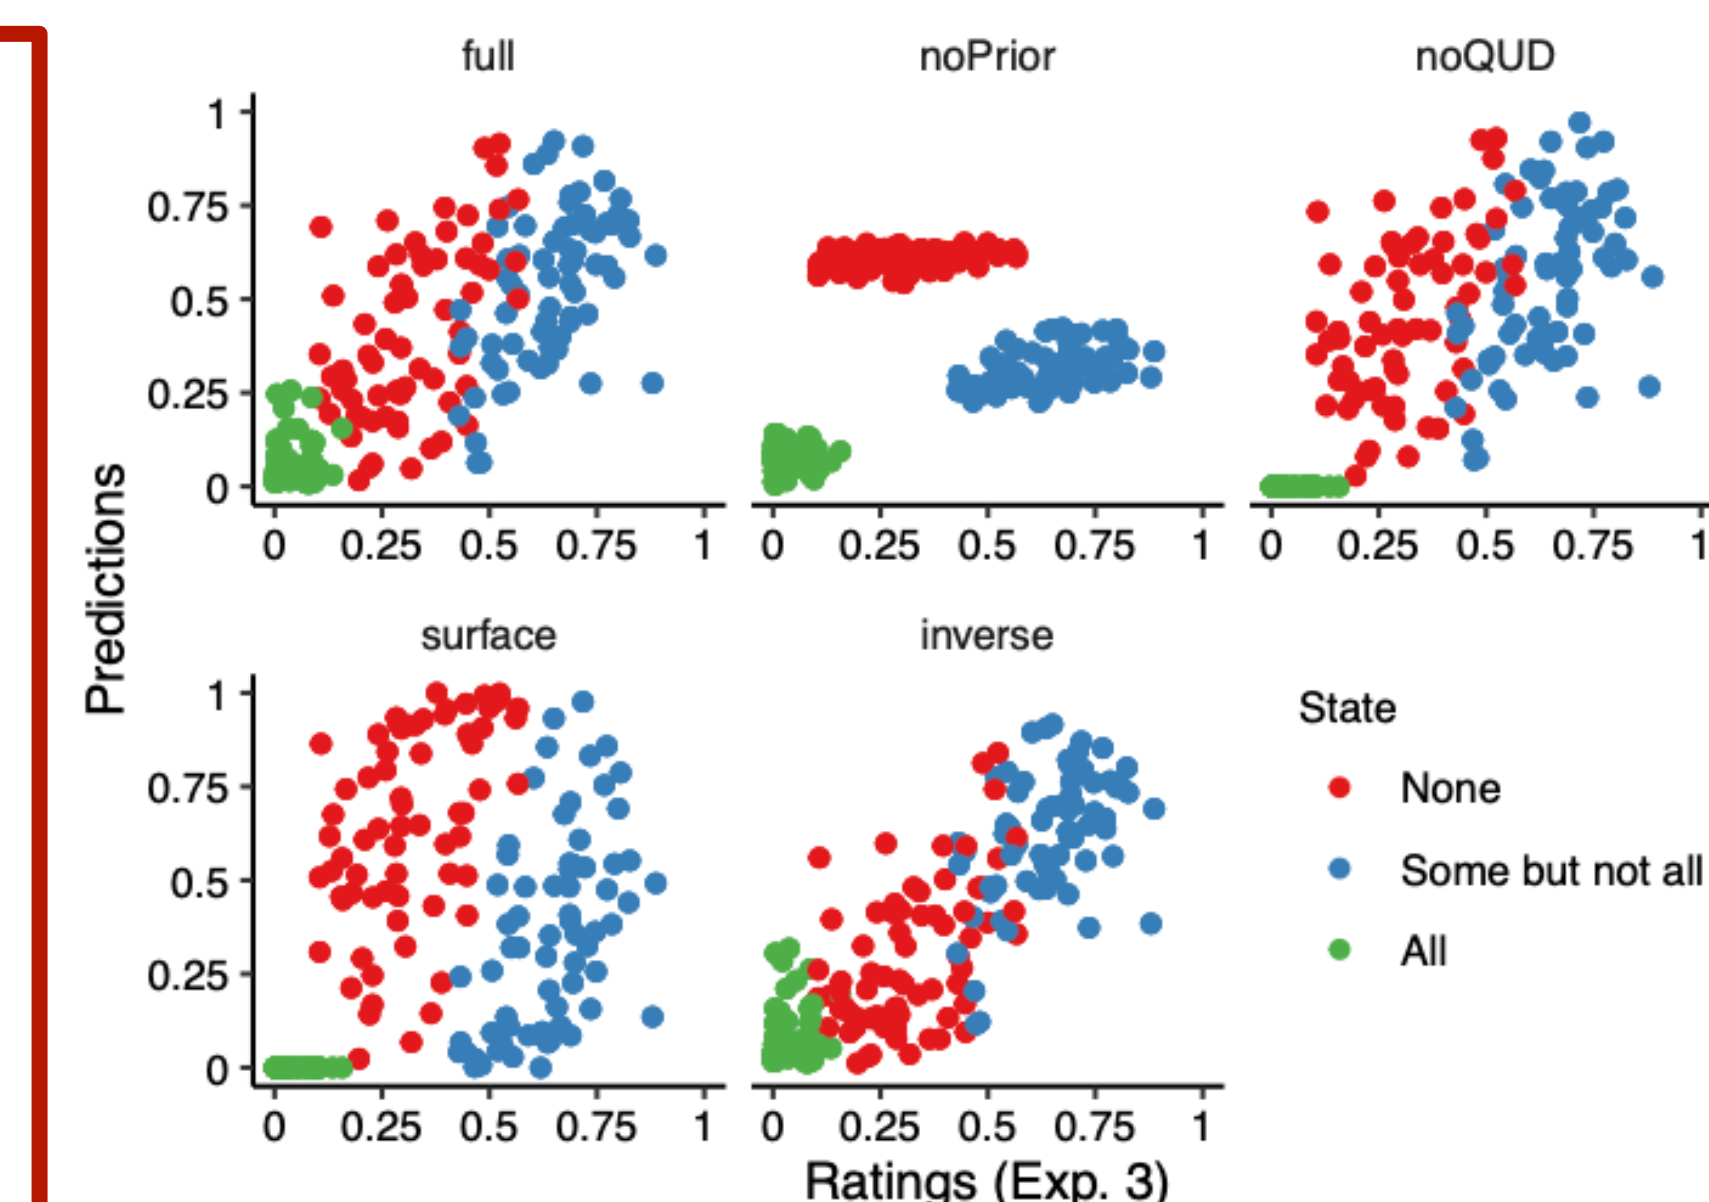 full noPrior noQUD
1
0.75
0.5
0.25
0
0 0.25 0.5 0.75 1 0 0.25 0.5 0.75 1 0 0.25 0.5 0.75 1
Predictions
surface inverse
1
0.75
0.5
0.25
0
0 0.25 0.5 0.75 1 0 0.25 0.5 0.75 1
Ratings (Exp. 3)
State
None
Some but not all
All